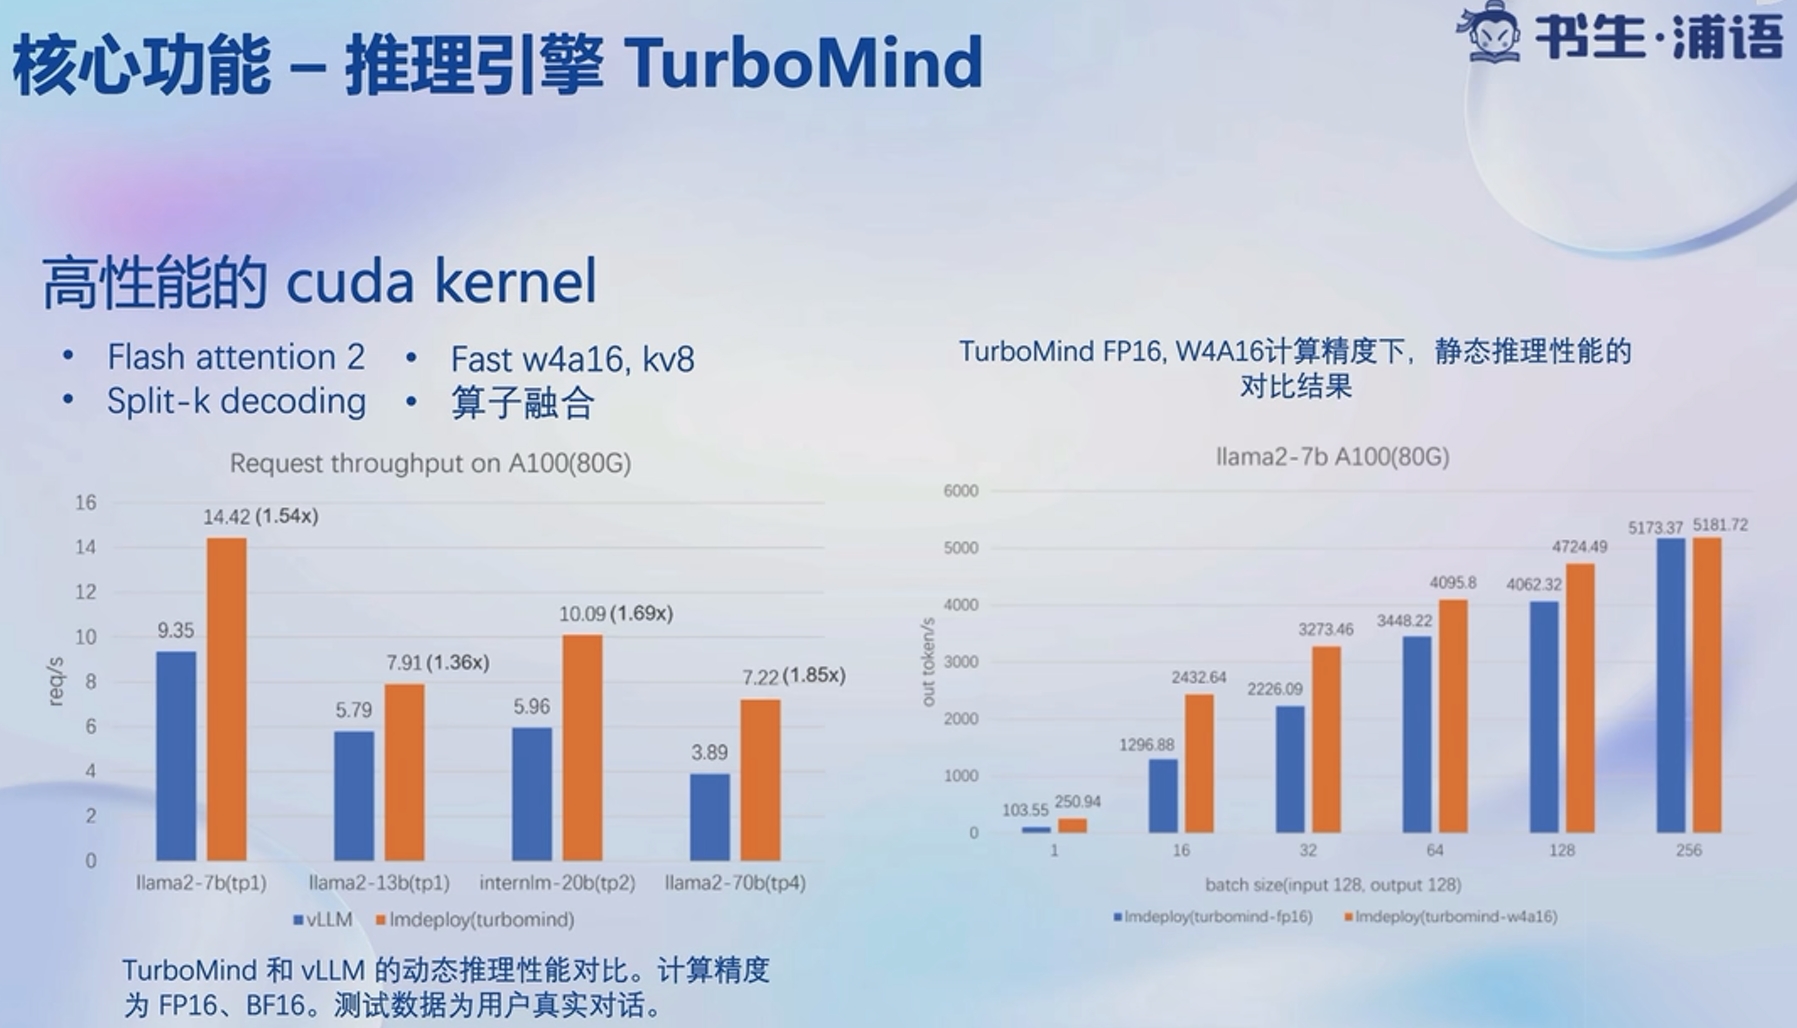 核心功能 – 推理引擎 TurboMind
书生·浦语
高性能的 cuda kernel
• Flash attention 2
• Split-k decoding
• Fast w4a16, kv8
• 算子融合
Request throughput on A100(80G)
req/s
16
14
12
10
8
6
4
2
0
9.35
14.42 (1.54x)
5.79
7.91 (1.36x)
5.96
10.09 (1.69x)
3.89
7.22 (1.85x)
llama2-7b(tp1)
llama2-13b(tp1)
internlm-20b(tp2)
llama2-70b(tp4)
vLLM
lmdeploy(turbomind)
TurboMind 和 vLLM 的动态推理性能对比。计算精度
为 FP16、BF16。测试数据为用户真实对话。
TurboMind FP16, W4A16计算精度下，静态推理性能的
对比结果
llama2-7b A100(80G)
out token/s
6000
5000
4000
3000
2000
1000
0
103.55
250.94
1296.88
2432.64
2226.09
3273.46
3448.22
4095.8
4062.32
4724.49
5173.37
5181.72
1
16
32
64
128
256
batch size(input 128, output 128)
lmdeploy(turbomind-fp16)
lmdeploy(turbomind-w4a16)